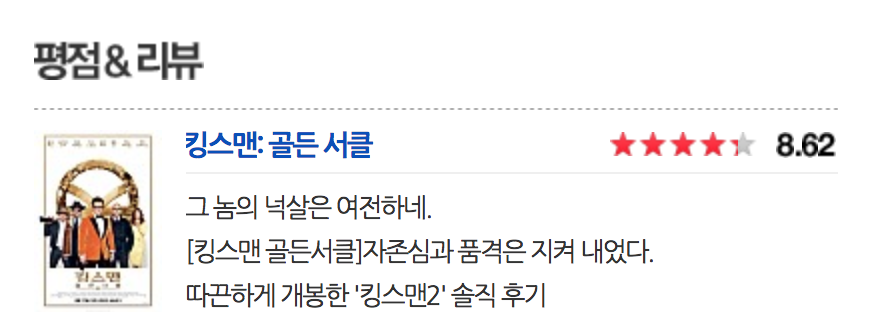 평점 & 리뷰
킹스맨: 골든 서클
8.62
그 놈의 넉살은 여전하네.
[킹스맨 골든서클]자존심과 품격은 지켜 내었다.
따끈하게 개봉한 '킹스맨2' 솔직 후기
킹스맨